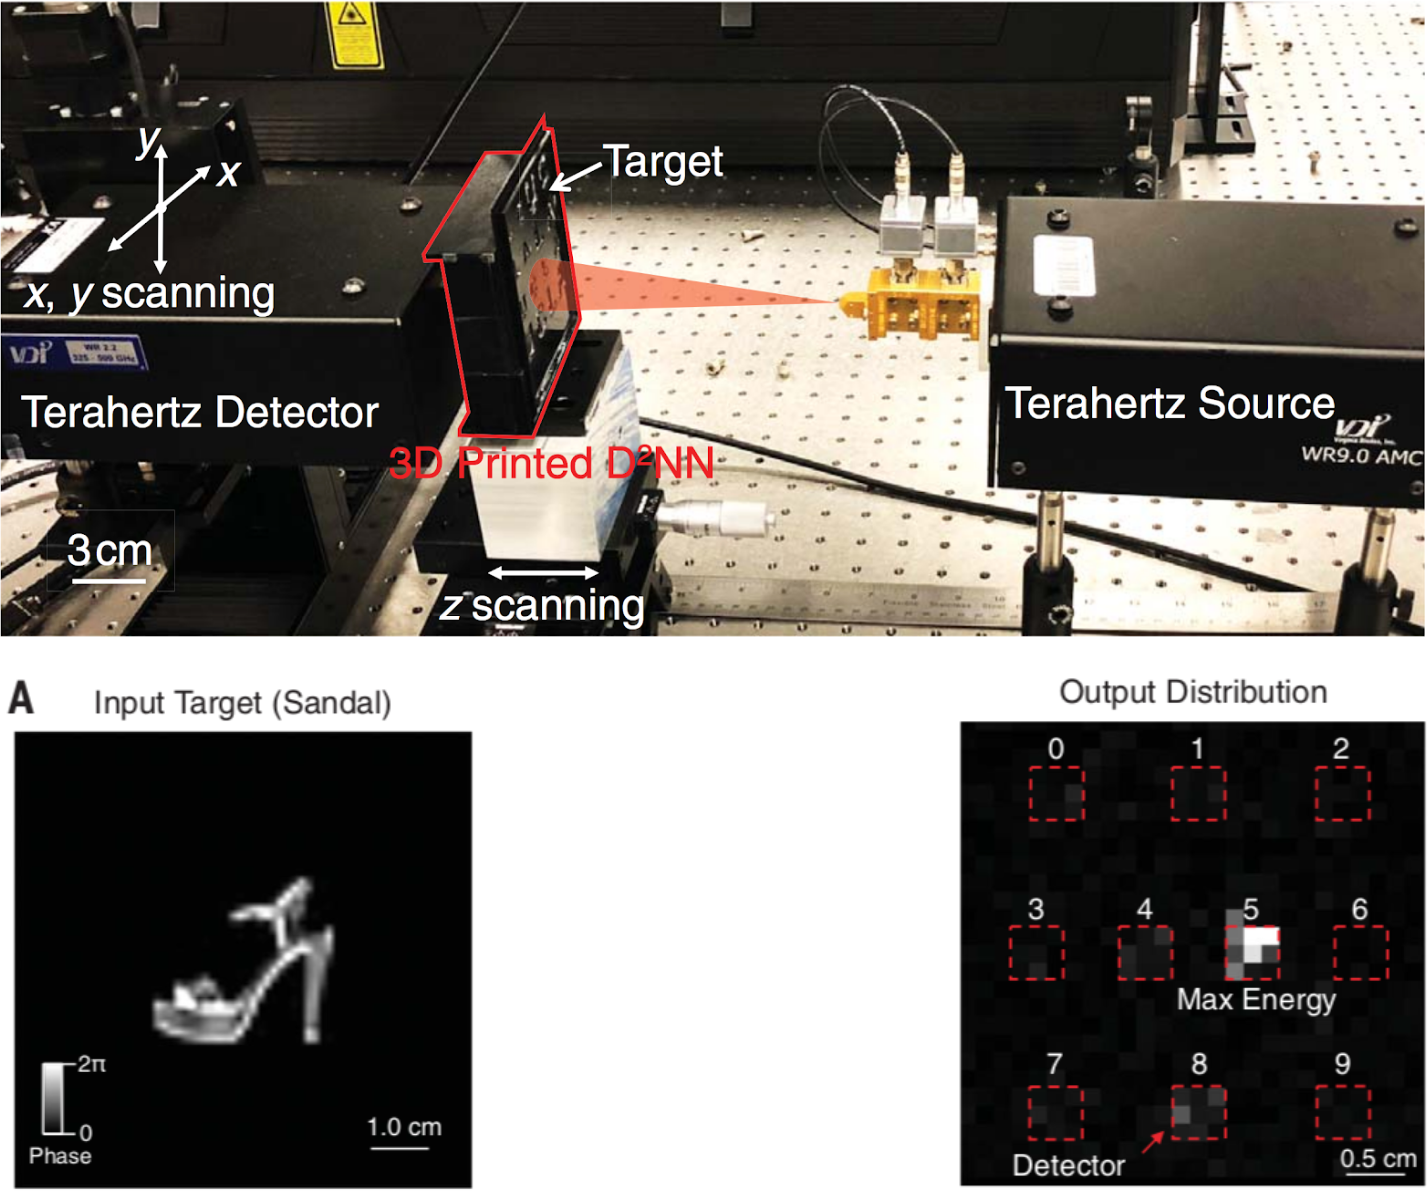 Target
y
x
x, y scanning
VDI
WR 2.2
325 - 500 GHz
Terahertz Detector
Terahertz Source
VDI
WR9.0 AMC
3D Printed D²NN
3 cm
z scanning
A
Input Target (Sandal)
2π
0
Phase
1.0 cm
Output Distribution
0 1 2
3 4 5 6
Max Energy
7 8 9
Detector
0.5 cm